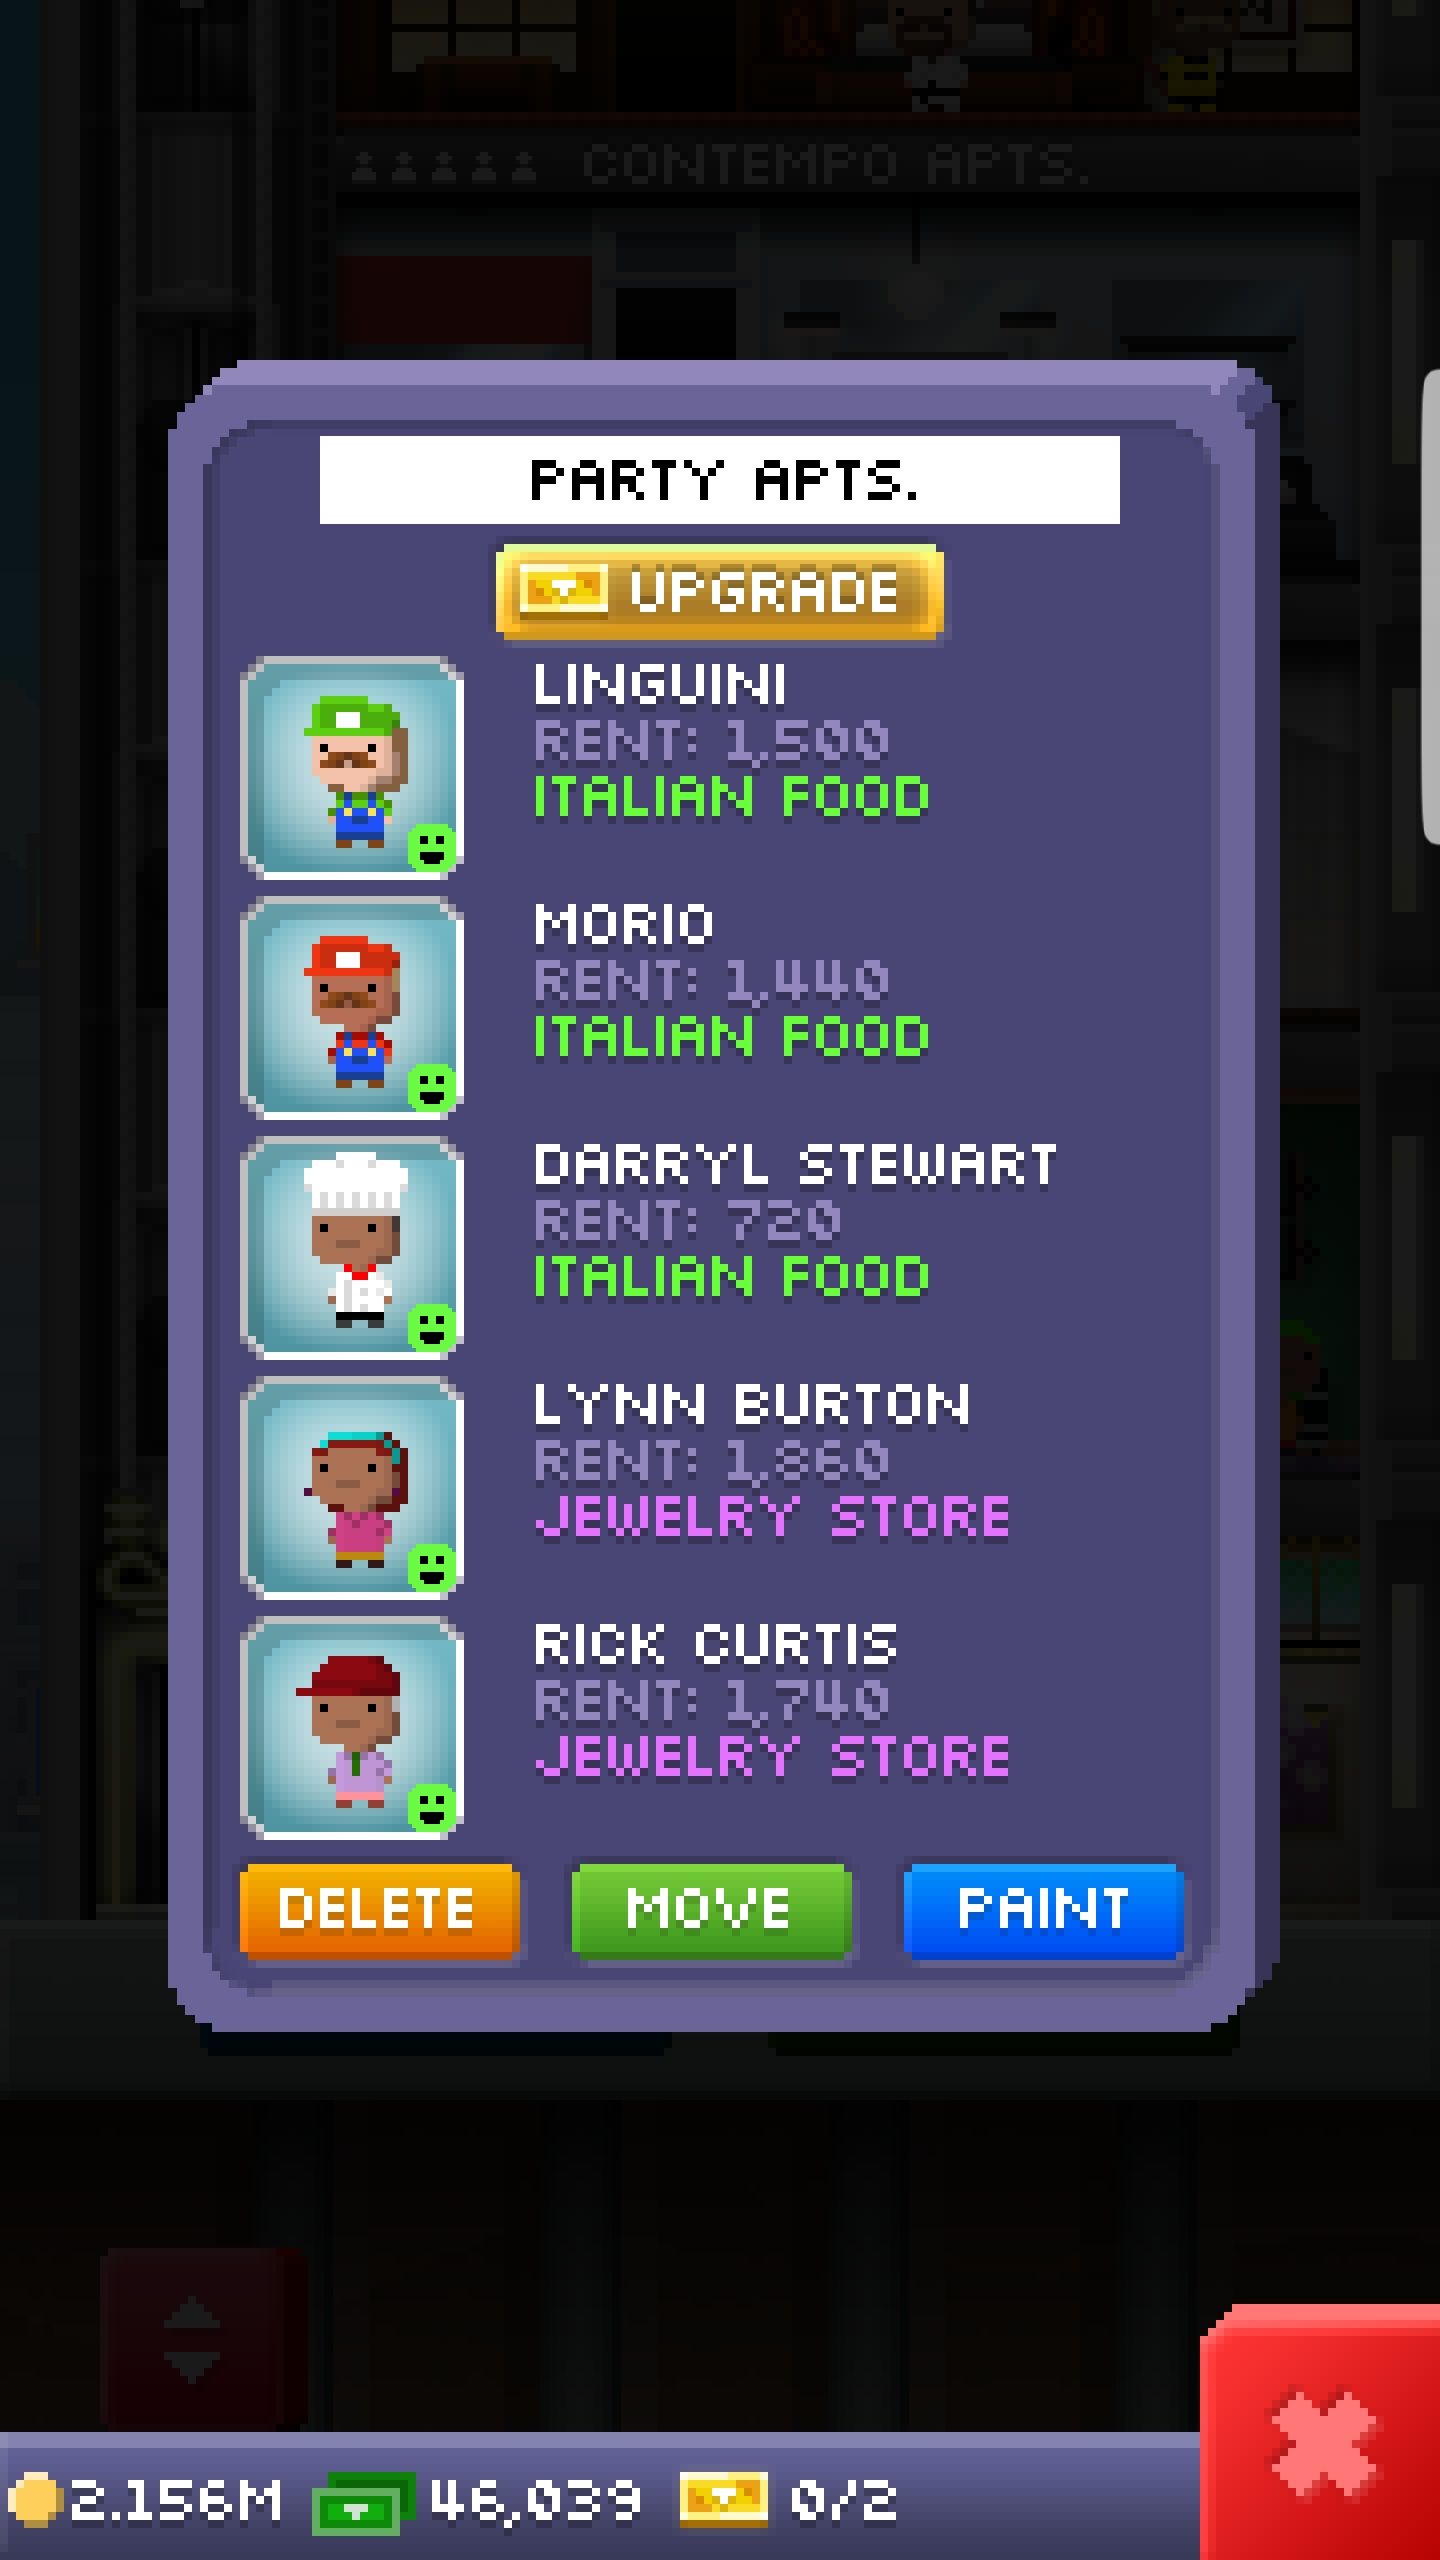 CONTEMPO APTS.
PARTY APTS.
UPGRADE
LINGUINI
RENT: 1,500
ITALIAN FOOD
MORIO
RENT: 1,440
ITALIAN FOOD
DARRYL STEWART
RENT: 720
ITALIAN FOOD
LYNN BURTON
RENT: 1,860
JEWELRY STORE
RICK CURTIS
RENT: 1,740
JEWELRY STORE
DELETE MOVE PAINT
2.156M 46,039 0/2